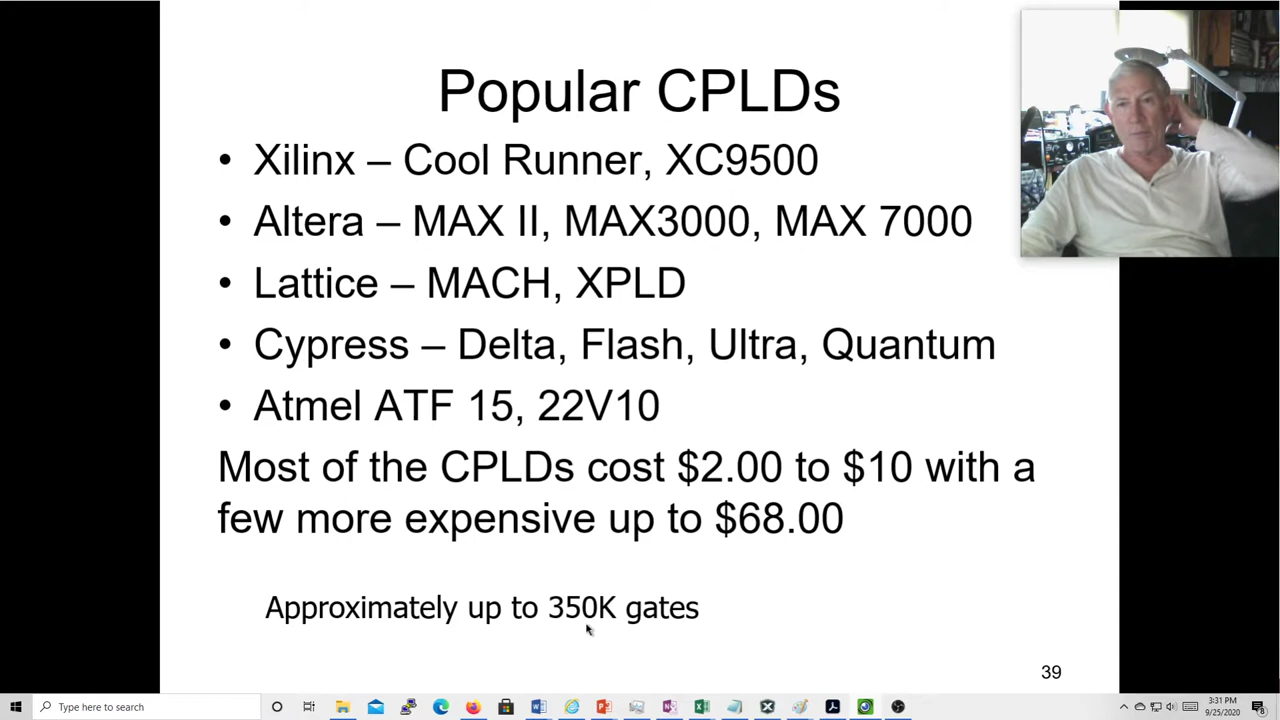 Popular CPLDs
• Xilinx – Cool Runner, XC9500
• Altera – MAX II, MAX3000, MAX 7000
• Lattice – MACH, XPLD
• Cypress – Delta, Flash, Ultra, Quantum
• Atmel ATF 15, 22V10
Most of the CPLDs cost $2.00 to $10 with a
few more expensive up to $68.00
Approximately up to 350K gates
39
Type here to search
3:31 PM
9/25/2020